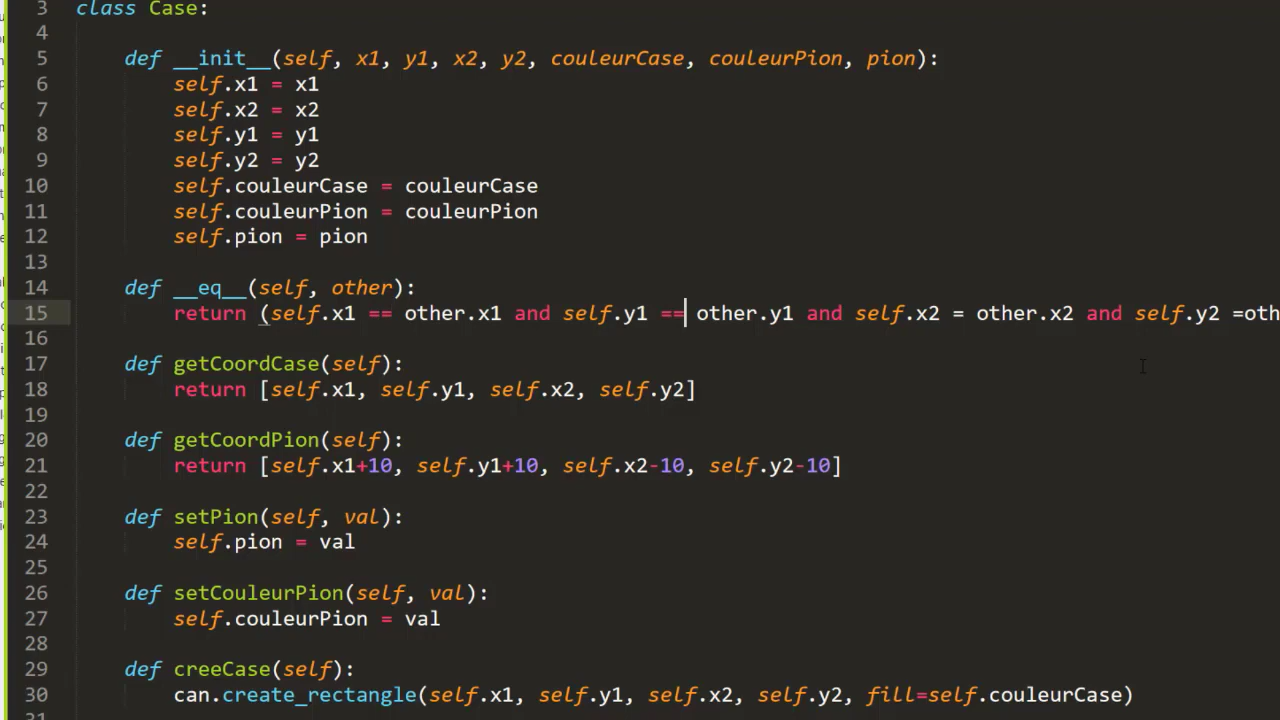 3 class Case:
4
5 def __init__(self, x1, y1, x2, y2, couleurCase, couleurPion, pion):
6 self.x1 = x1
7 self.x2 = x2
8 self.y1 = y1
9 self.y2 = y2
10 self.couleurCase = couleurCase
11 self.couleurPion = couleurPion
12 self.pion = pion
13
14 def __eq__(self, other):
15 return (self.x1 == other.x1 and self.y1 == other.y1 and self.x2 = other.x2 and self.y2 =oth
16
17 def getCoordCase(self):
18 return [self.x1, self.y1, self.x2, self.y2]
19
20 def getCoordPion(self):
21 return [self.x1+10, self.y1+10, self.x2-10, self.y2-10]
22
23 def setPion(self, val):
24 self.pion = val
25
26 def setCouleurPion(self, val):
27 self.couleurPion = val
28
29 def creeCase(self):
30 can.create_rectangle(self.x1, self.y1, self.x2, self.y2, fill=self.couleurCase)
31